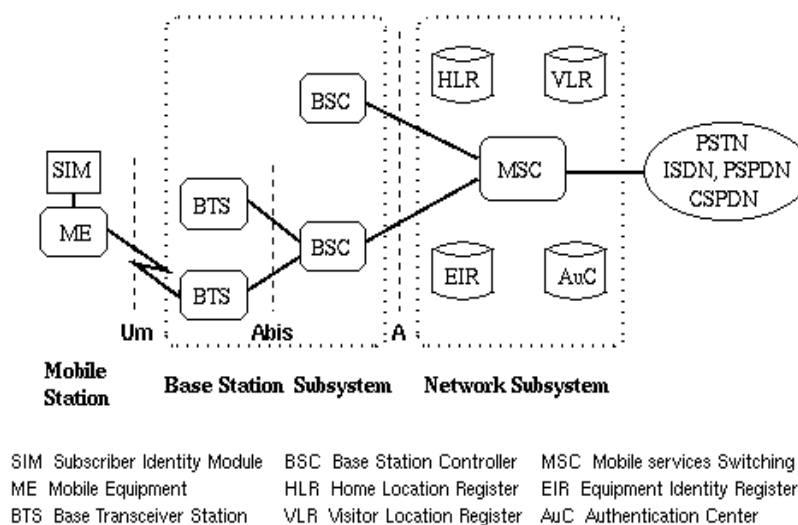 HLR VLR
BSC
PSTN
ISDN, PSPDN
CSPDN
SIM
MSC
BTS
ME
BSC
EIR AuC
BTS
Um Abis A
Mobile
Station
Base Station Subsystem Network Subsystem
SIM Subscriber Identity Module BSC Base Station Controller MSC Mobile services Switching
ME Mobile Equipment HLR Home Location Register EIR Equipment Identity Register
BTS Base Transceiver Station VLR Visitor Location Register AuC Authentication Center